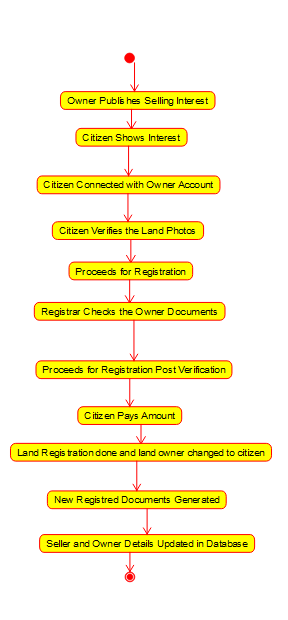 Owner Publishes Selling Interest
Citizen Shows Interest
Citizen Connected with Owner Account
Citizen Verifies the Land Photos
Proceeds for Registration
Registrar Checks the Owner Documents
Proceeds for Registration Post Verification
Citizen Pays Amount
Land Registration done and land owner changed to citizen
New Registred Documents Generated
Seller and Owner Details Updated in Database